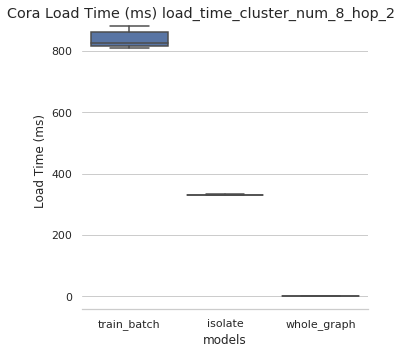 Cora Load Time (ms) load_time_cluster_num_8_hop_2
800
600
400
200
0
Load Time (ms)
train_batch
isolate
whole_graph
models